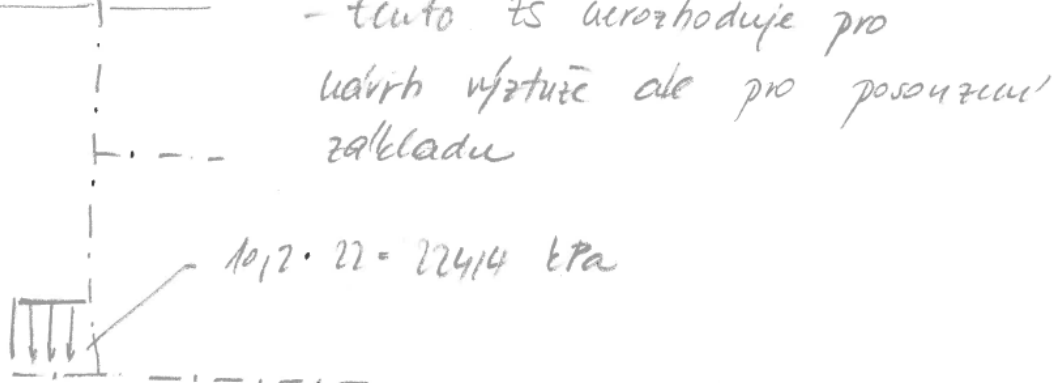 - tento ZS nerozhoduje pro
návrh výztuže ale pro posouzení
základu
10,2 · 22 = 224,4 kPa